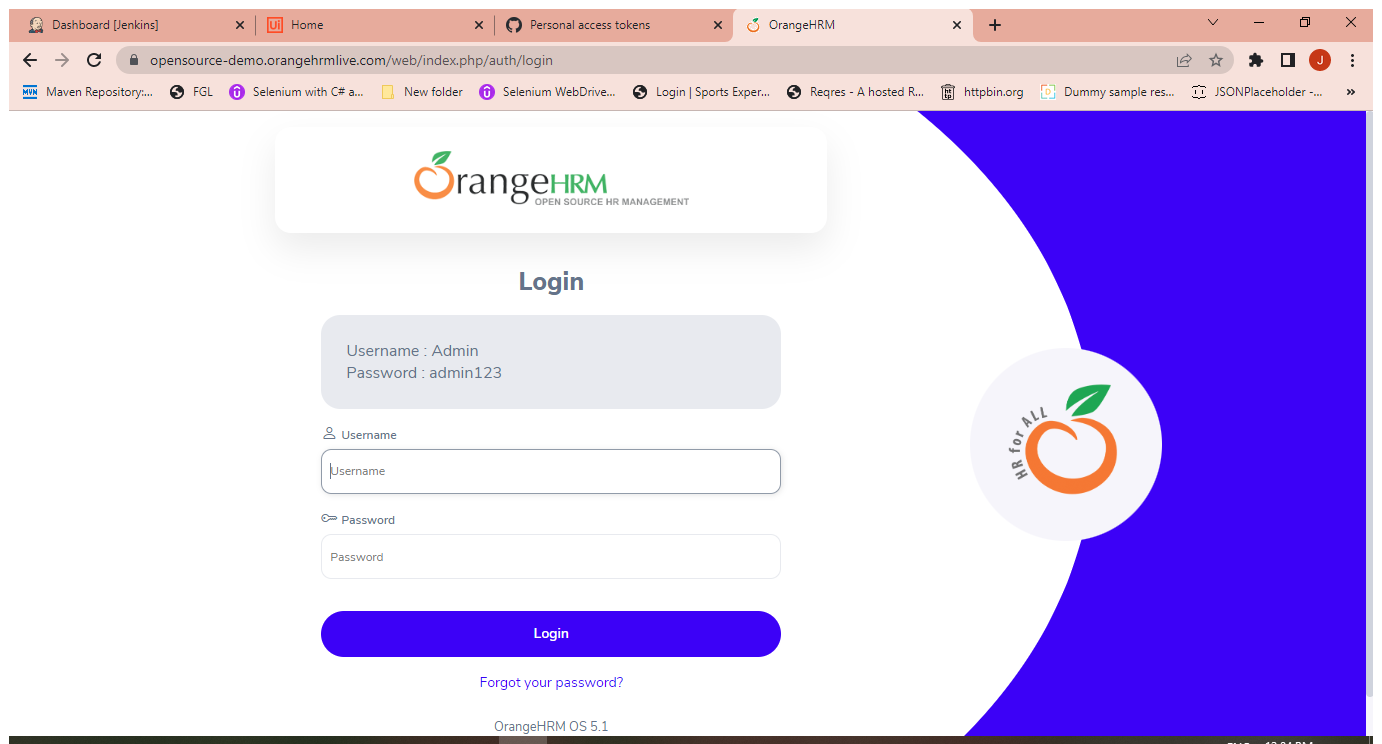 Dashboard [Jenkins]
Home
Personal access tokens
OrangeHRM
opensource-demo.orangehrmlive.com/web/index.php/auth/login
J
Maven Repository:...
FGL
Selenium with C# a...
New folder
Selenium WebDrive...
Login | Sports Exper...
Reqres - A hosted R...
httpbin.org
Dummy sample res...
JSONPlaceholder -...
»
OrangeHRM
OPEN SOURCE HR MANAGEMENT
Login
Username : Admin
Password : admin123
Username
Username
Password
Password
Login
Forgot your password?
OrangeHRM OS 5.1
HR for ALL